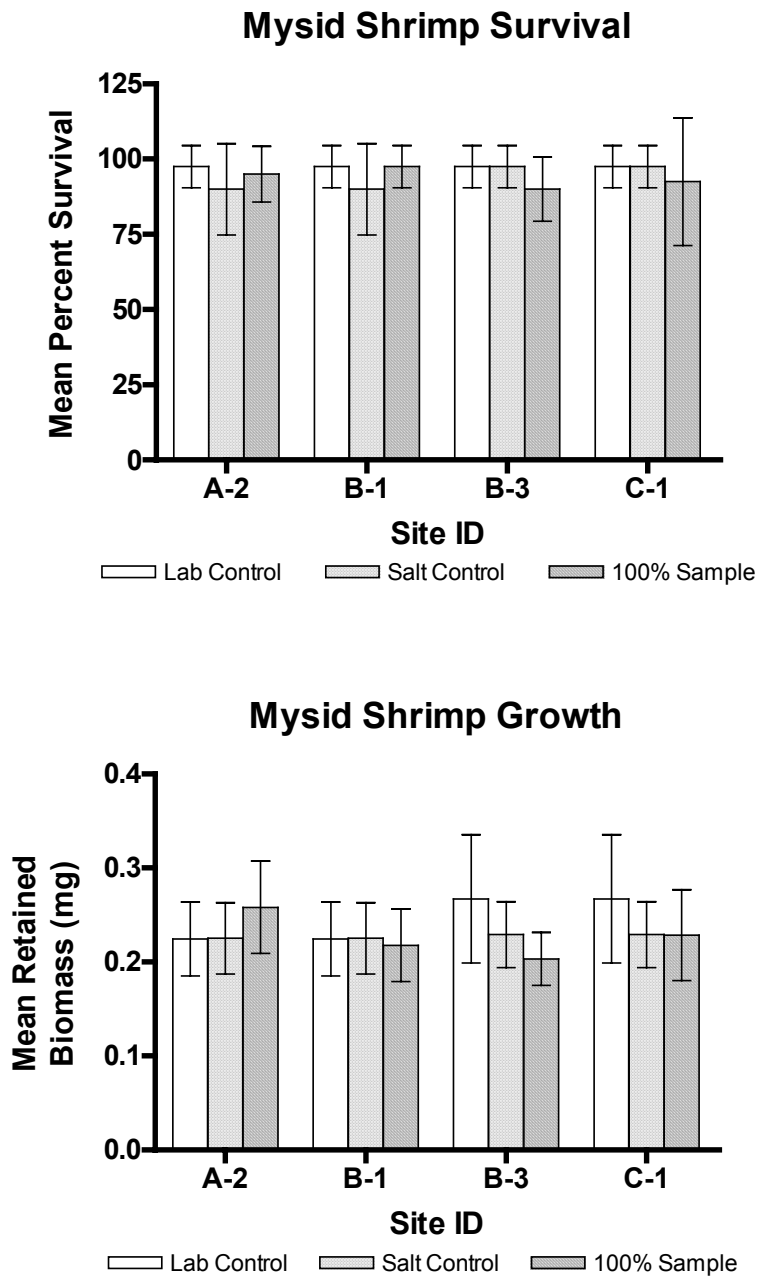 Mysid Shrimp Survival
125
100
75
50
25
0
Mean Percent Survival
A-2 B-1 B-3 C-1
Site ID
Lab Control Salt Control 100% Sample
Mysid Shrimp Growth
0.4
0.3
0.2
0.1
0.0
Mean Retained
Biomass (mg)
A-2 B-1 B-3 C-1
Site ID
Lab Control Salt Control 100% Sample